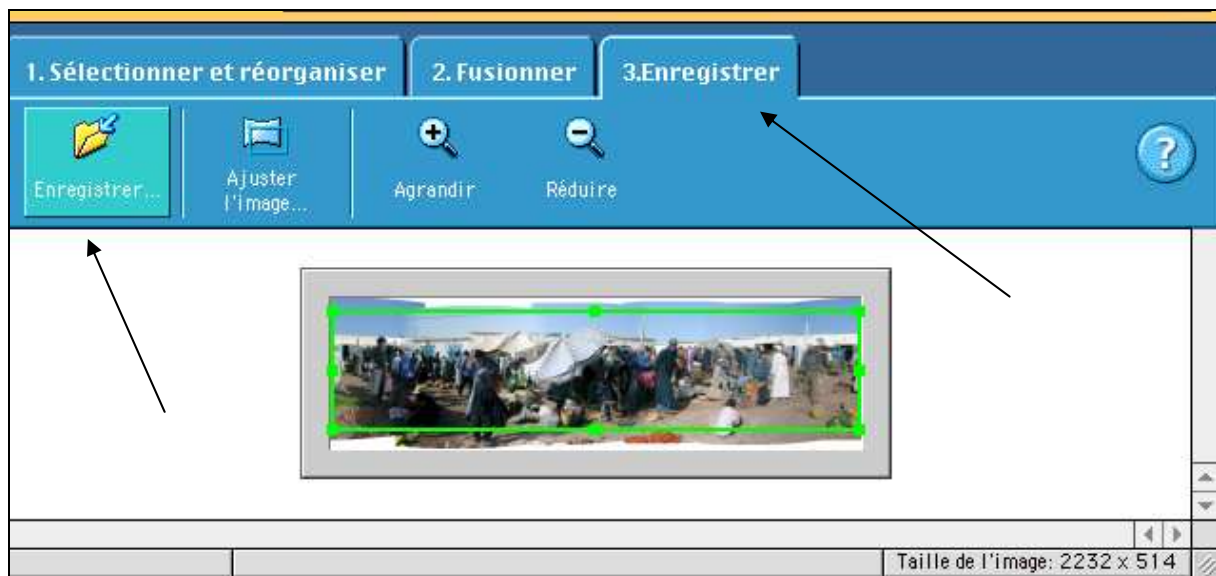 1. Sélectionner et réorganiser
2. Fusionner
3.Enregistrer
Enregistrer...
Ajuster
l'image...
Agrandir
Réduire
?
Taille de l'image: 2232 x 514